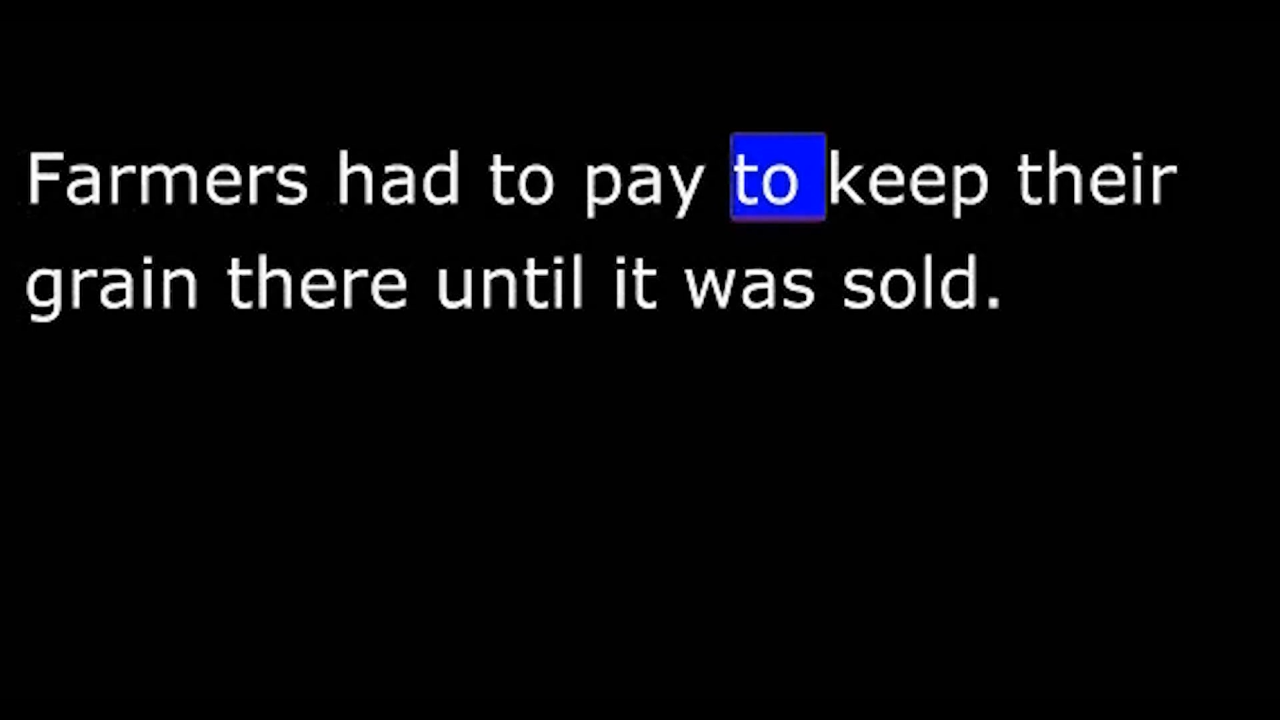 Farmers had to pay to keep their
grain there until it was sold.